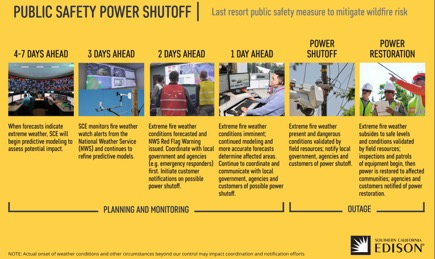 PUBLIC SAFETY POWER SHUTOFF
Last resort public safety measure to mitigate wildfire risk
4-7 DAYS AHEAD
When forecasts indicate
extreme weather, SCE will
begin predictive modeling to
assess potential impact.
3 DAYS AHEAD
SCE monitors fire weather
watch alerts from the
National Weather Service
(NWS) and continues to
refine predictive models.
2 DAYS AHEAD
Extreme fire weather
conditions forecasted and
NWS Red Flag Warning
issued. Coordinate with local
government and agencies
(e.g. emergency responders)
first. Initiate customer
notifications on possible
power shutoff.
1 DAY AHEAD
Extreme fire weather
conditions imminent;
continued modeling and
more accurate forecasts
determine affected areas.
Continue to coordinate and
communicate with local
government, agencies and
customers of possible power
shutoff.
POWER
SHUTOFF
Extreme fire weather
present and dangerous
conditions validated by
field resources; notify local
government, agencies and
customers of power shutoff.
POWER
RESTORATION
Extreme fire weather
subsides to safe levels
and conditions validated
by field resources;
inspections and patrols
of equipment begin, then
power is restored to affected
communities; agencies and
customers notified of power
restoration.
PLANNING AND MONITORING
OUTAGE
SOUTHERN CALIFORNIA
EDISON
NOTE: Actual onset of weather conditions and other circumstances beyond our control may impact coordination and notification efforts